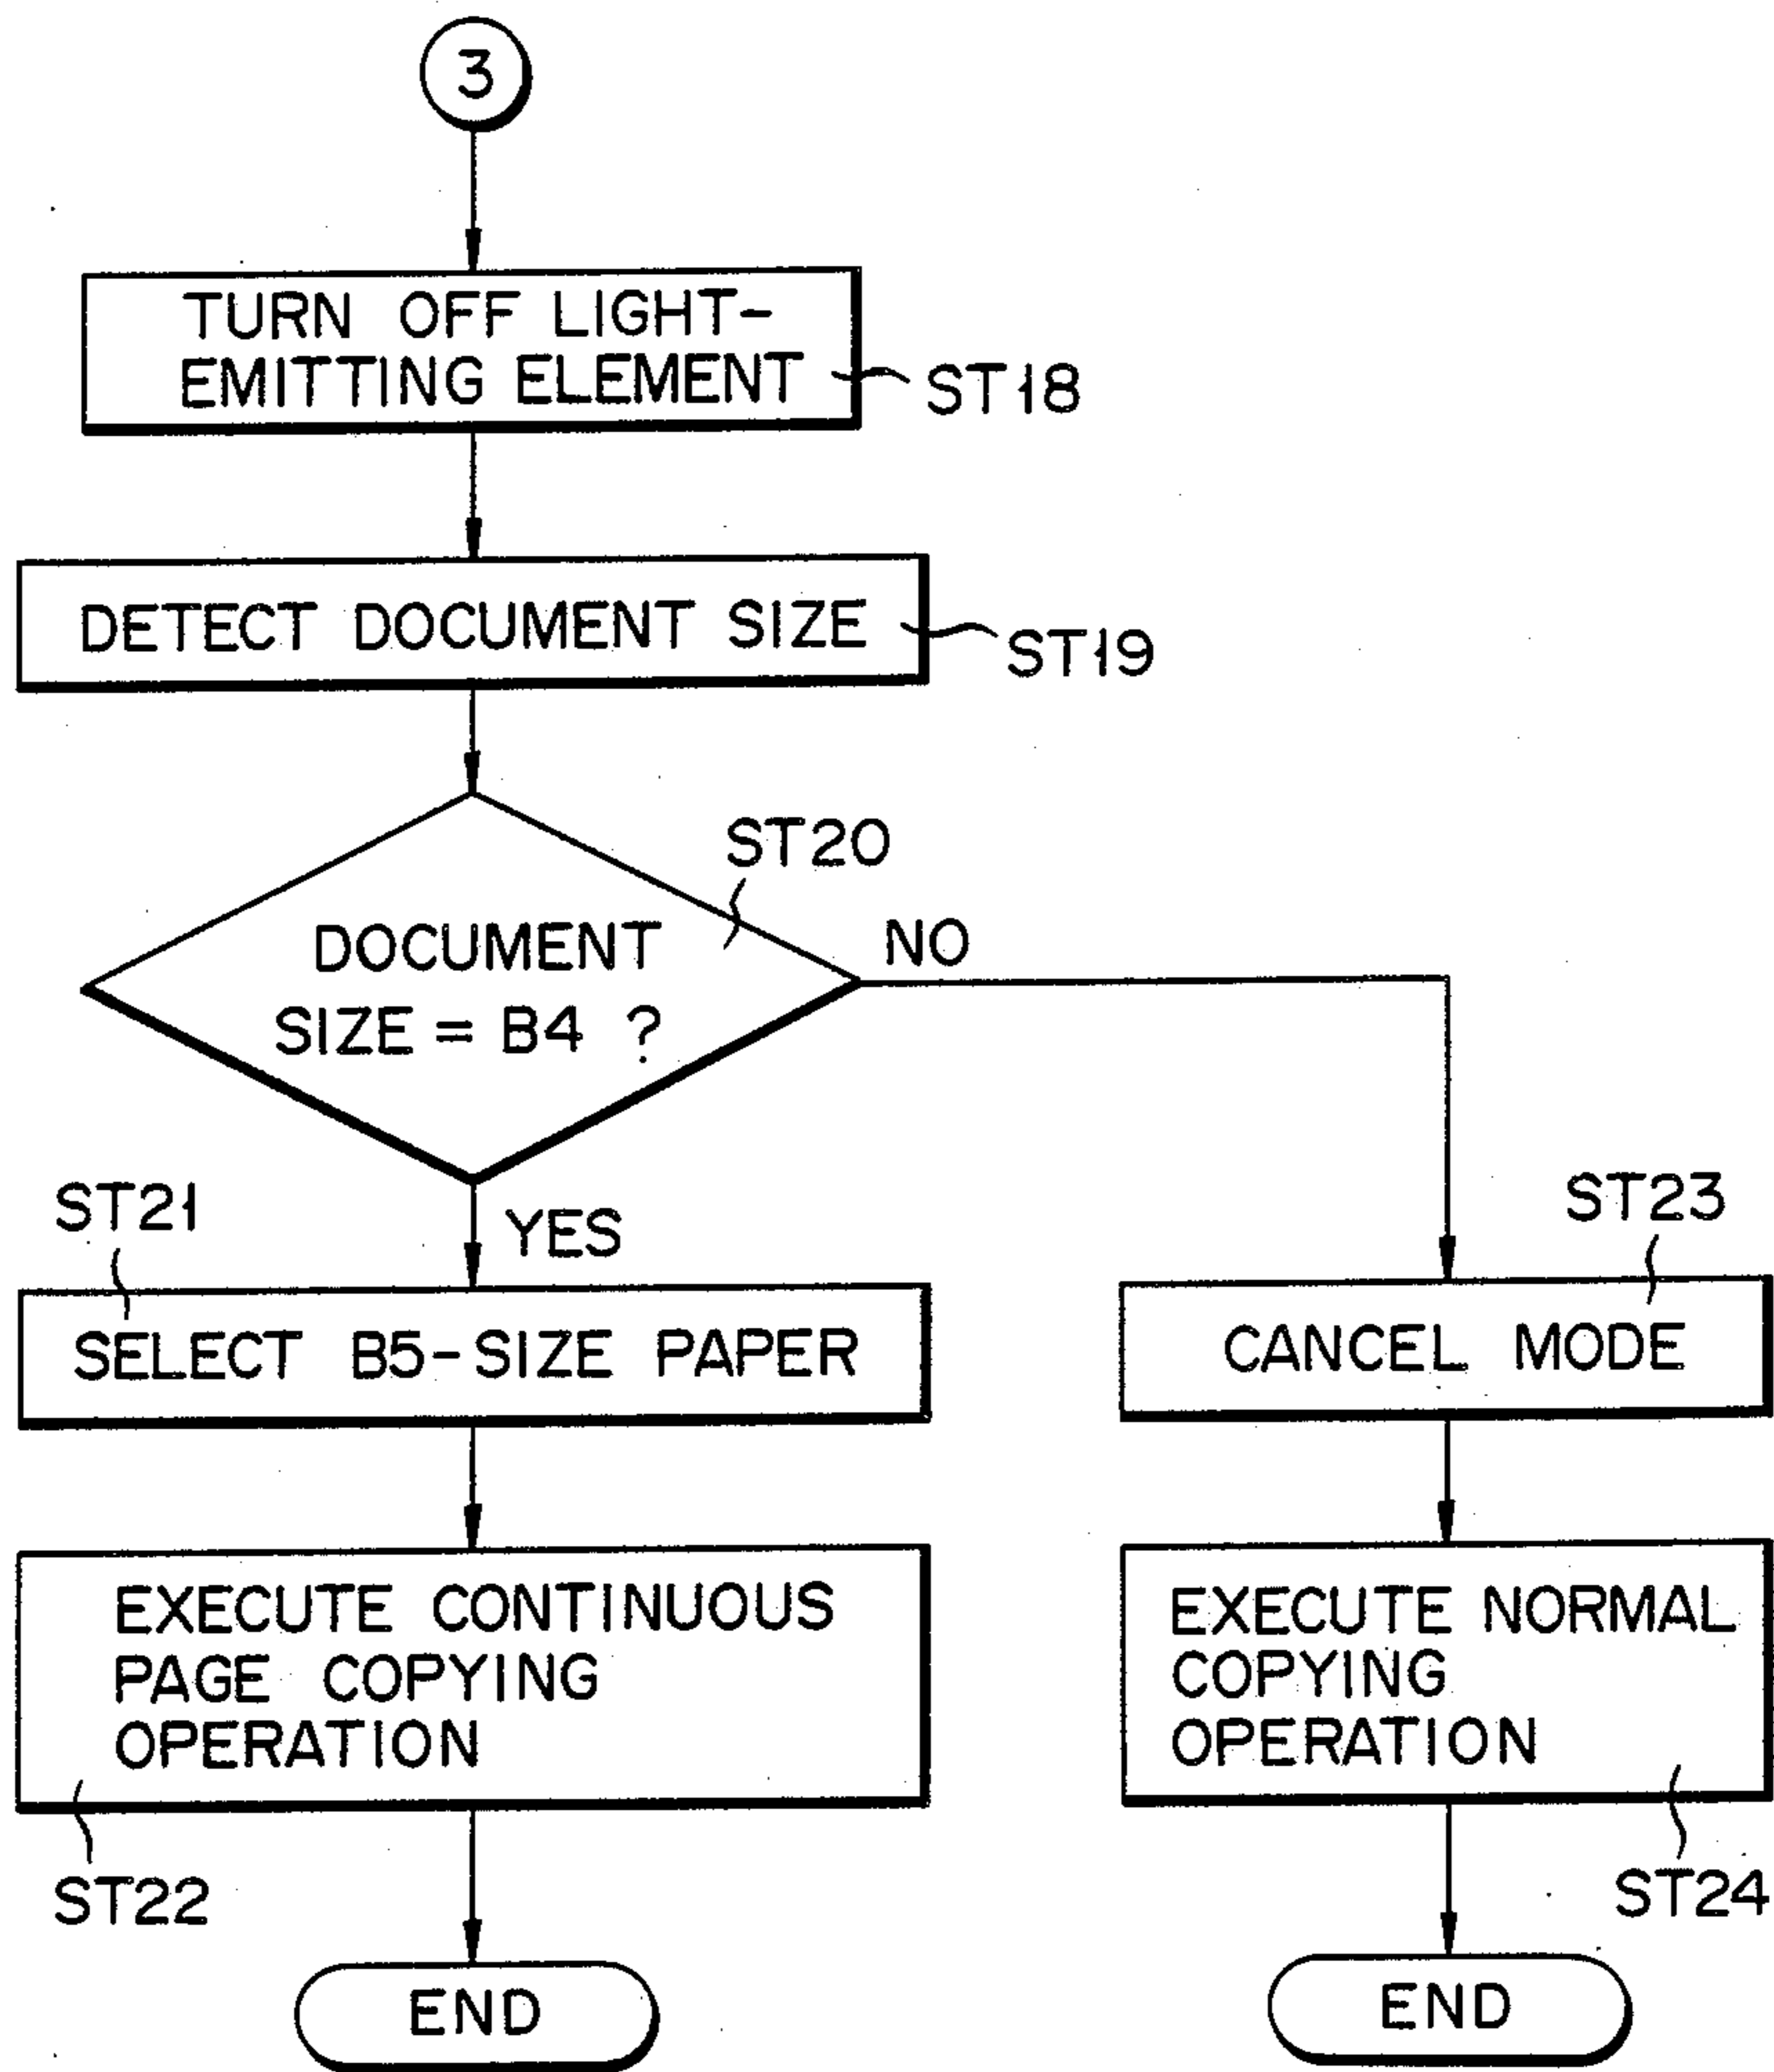 3
TURN OFF LIGHT-
EMITTING ELEMENT
ST18
DETECT DOCUMENT SIZE
ST19
ST20
DOCUMENT
SIZE = B4 ?
NO
YES
ST21
SELECT B5-SIZE PAPER
ST23
CANCEL MODE
EXECUTE CONTINUOUS
PAGE COPYING
OPERATION
ST22
END
EXECUTE NORMAL
COPYING
OPERATION
ST24
END